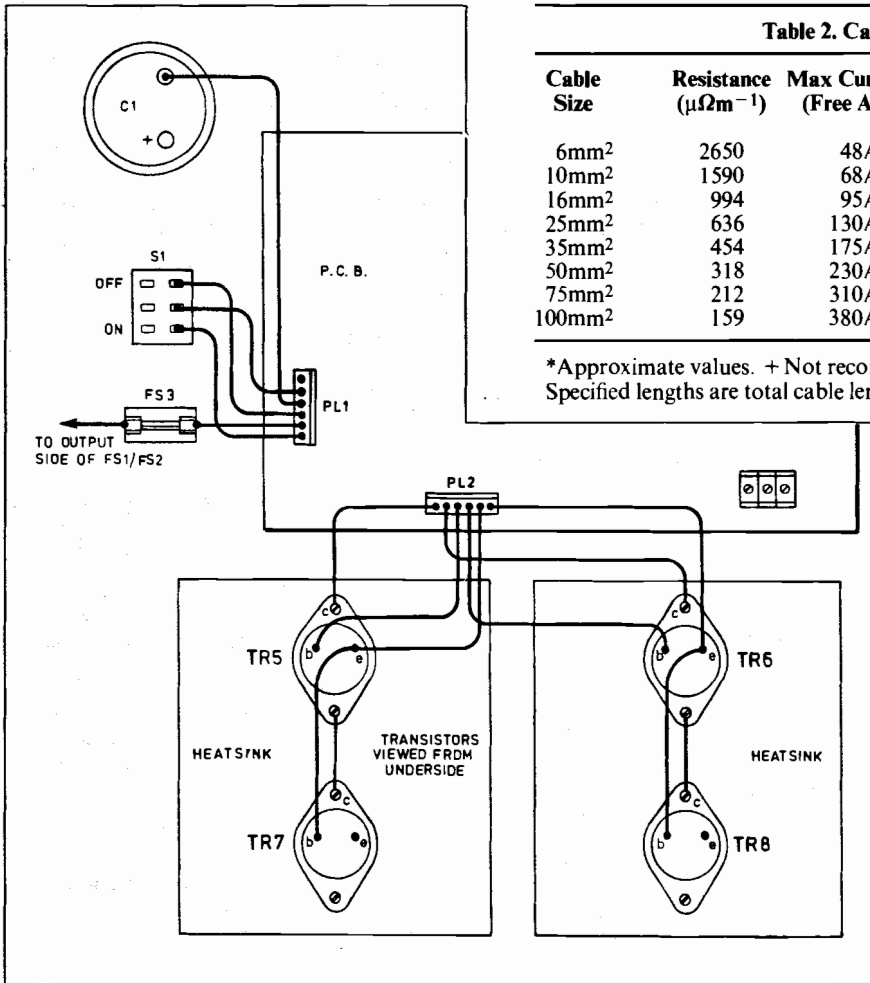 Table 2. Ca
Cable Resistance Max Cur
Size (μΩm⁻¹) (Free A
6mm² 2650 48A
10mm² 1590 68A
16mm² 994 95A
25mm² 636 130A
35mm² 454 175A
50mm² 318 230A
75mm² 212 310A
100mm² 159 380A
*Approximate values. + Not reco
Specified lengths are total cable len
C1
+
S1
OFF
ON
P.C.B.
PL1
FS3
TO OUTPUT
SIDE OF FS1/FS2
PL2
c
b
e
TR5
c
b
e
TR6
HEATSINK
TRANSISTORS
VIEWED FROM
UNDERSIDE
HEATSINK
c
b
e
TR7
c
b
e
TR8